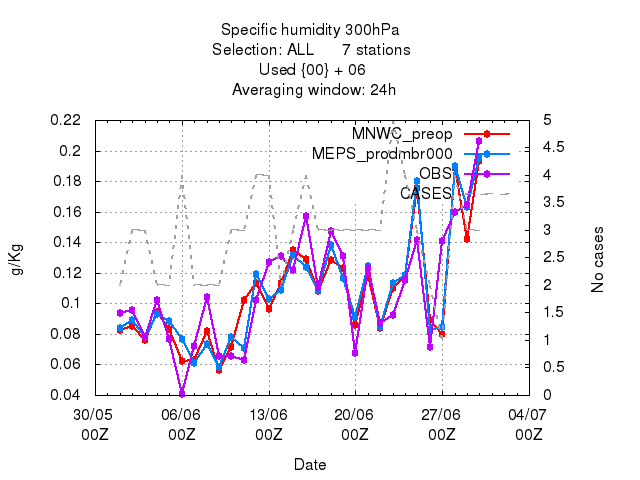 Specific humidity 300hPa
Selection: ALL 7 stations
Used {00} + 06
Averaging window: 24h
MNWC_preop
MEPS_prodmbr000
OBS
CASES
g/Kg
0.22
0.2
0.18
0.16
0.14
0.12
0.1
0.08
0.06
0.04
5
4.5
4
3.5
3
2.5
2
1.5
1
0.5
0
No cases
30/05 06/06 13/06 20/06 27/06 04/07
00Z 00Z 00Z 00Z 00Z 00Z
Date